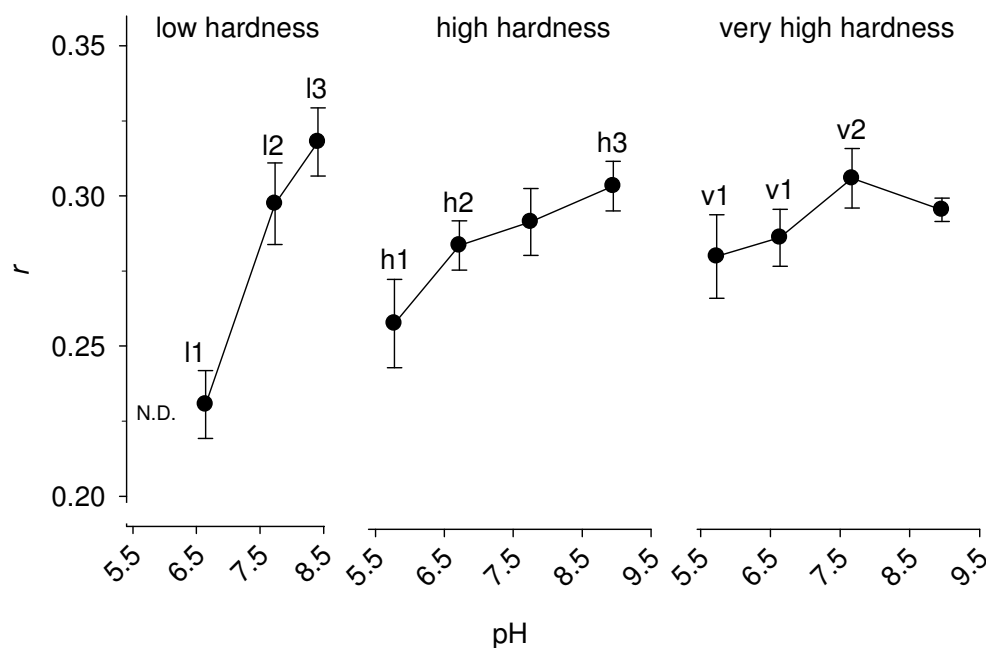 low hardness
high hardness
very high hardness
0.35
0.30
0.25
0.20
r
l1
l2
l3
N.D.
h1
h2
h3
v1
v1
v2
5.5 6.5 7.5 8.5
5.5 6.5 7.5 8.5 9.5
5.5 6.5 7.5 8.5 9.5
pH